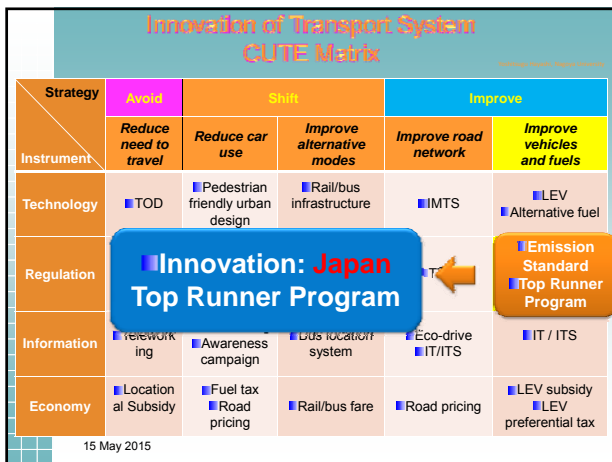 Innovation of Transport System
CUTE Matrix
Strategy
Instrument
Avoid
Shift
Improve
Reduce
need to
travel
Reduce car
use
Improve
alternative
modes
Improve road
network
Improve
vehicles
and fuels
Technology
TOD
Pedestrian
friendly urban
design
Rail/bus
infrastructure
IMTS
LEV
Alternative fuel
Regulation
Innovation: Japan
Top Runner Program
Emission
Standard
Top Runner
Program
Information
Telework
ing
Awareness
campaign
Bus location
system
Eco-drive
IT/ITS
IT / ITS
Economy
Location
al Subsidy
Fuel tax
Road
pricing
Rail/bus fare
Road pricing
LEV subsidy
LEV
preferential tax
15 May 2015